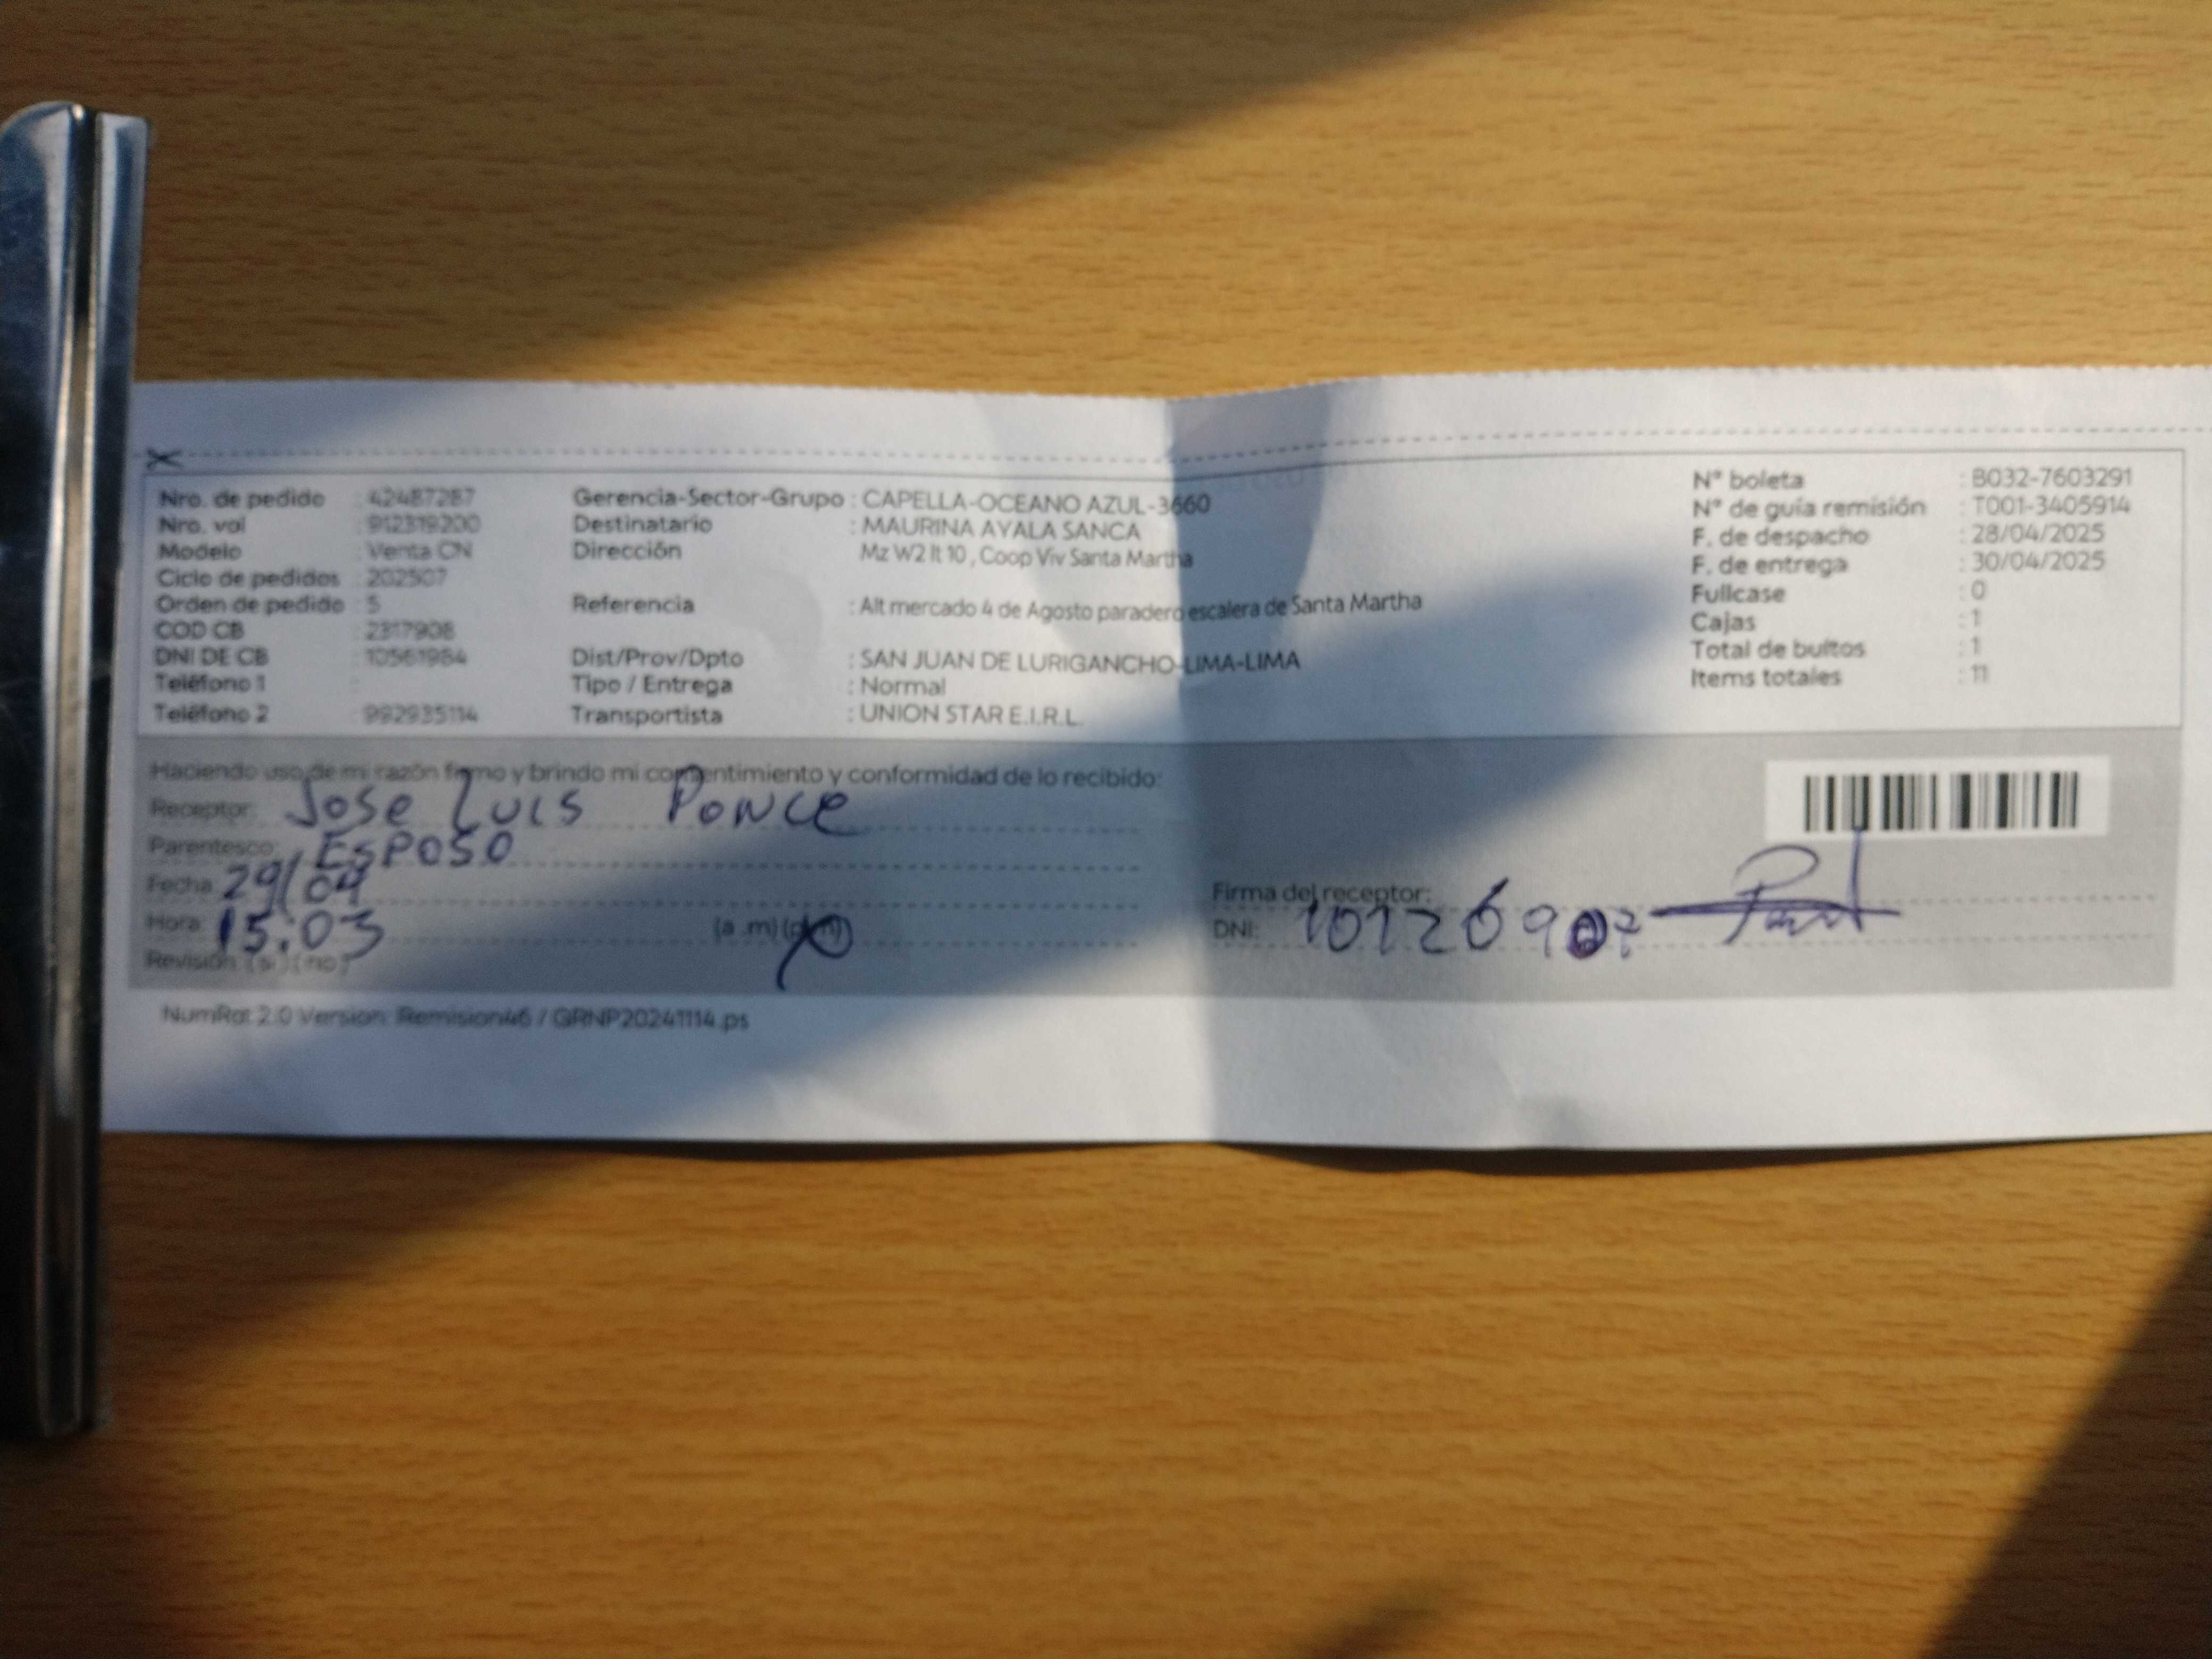 Nro. de pedido : 42487287 Gerencia-Sector-Grupo : CAPELLA-OCEANO AZUL-3660 N° boleta : B032-7603291
Nro. val : 912319200 Destinatario : MAURINA AYALA SANCA N° de guía remisión : T001-3405914
Modelo : Venta CN Dirección Mz W2 lt 10 , Coop Viv Santa Martha F. de despacho : 28/04/2025
Ciclo de pedidos : 202507 F. de entrega : 30/04/2025
Orden de pedido : 5 Referencia : Alt mercado 4 de Agosto paradero escalera de Santa Martha Fullcase : 0
COD CB : 2317908 Cajas : 1
DNI DE CB : 10561984 Dist/Prov/Dpto : SAN JUAN DE LURIGANCHO-LIMA-LIMA Total de bultos : 1
Teléfono 1 : Tipo / Entrega : Normal Items totales : 11
Teléfono 2 : 992935114 Transportista : UNION STAR E.I.R.L.
Haciendo uso de mi razón firmo y brindo mi consentimiento y conformidad de lo recibido:
Receptor: Jose Luis Ponce
Parentesco: ESPOSO
Fecha: 29/04 Firma del receptor:
Hora: 15:03 (a .m) (p.m) DNI:
Revisión: (si) (no)
NumRot 2.0 Version: Remision46 / GRNP20241114.ps